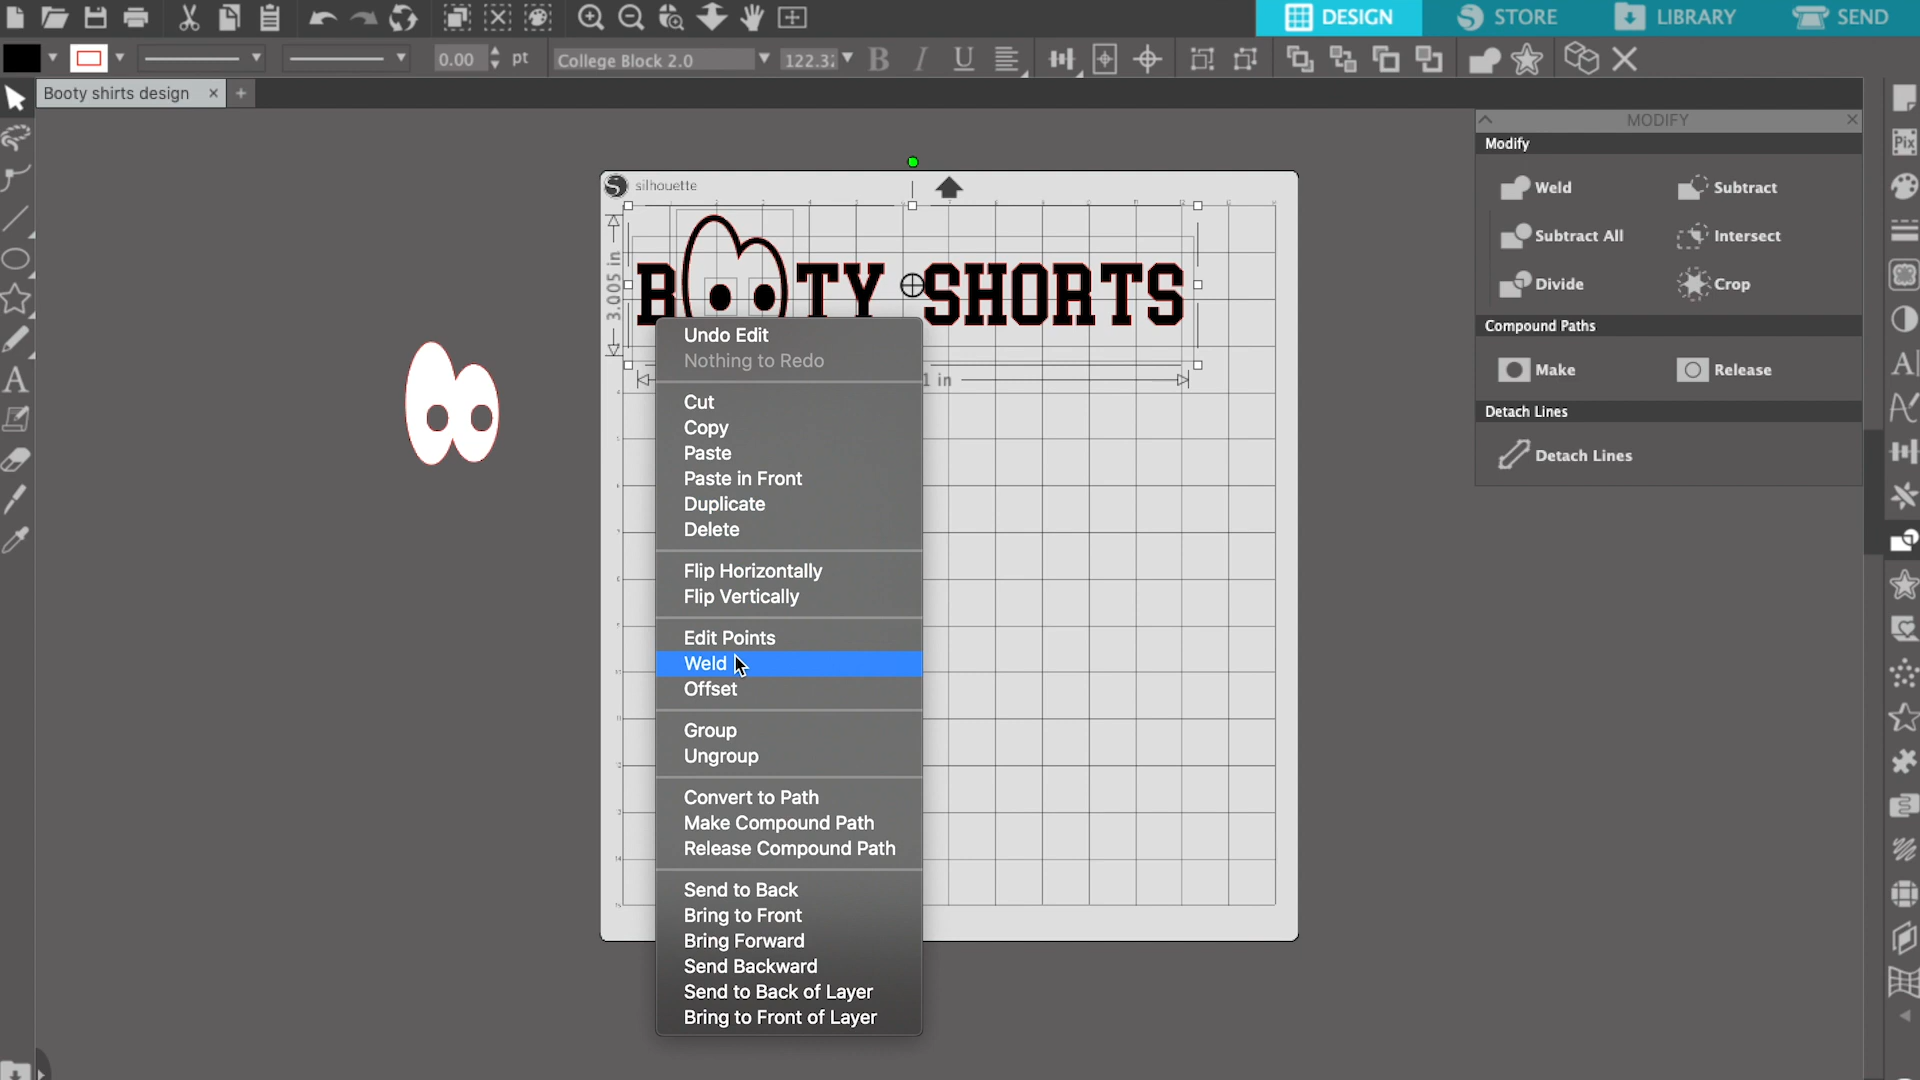 DESIGN
STORE
LIBRARY
SEND
0.00 pt
College Block 2.0
122.3
B I U
Booty shirts design × +
MODIFY
Modify
Weld
Subtract
Subtract All
Intersect
Divide
Crop
Compound Paths
Make
Release
Detach Lines
Detach Lines
Pix
silhouette
3.005 in
B TY SHORTS
1 in
Undo Edit
Nothing to Redo
Cut
Copy
Paste
Paste in Front
Duplicate
Delete
Flip Horizontally
Flip Vertically
Edit Points
Weld
Offset
Group
Ungroup
Convert to Path
Make Compound Path
Release Compound Path
Send to Back
Bring to Front
Bring Forward
Send Backward
Send to Back of Layer
Bring to Front of Layer